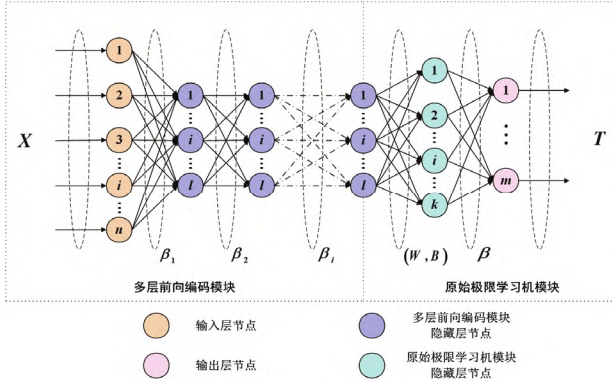 1
2
3
i
n
1
i
l
1
i
l
1
i
l
1
2
i
k
1
m
X
T
β₁
β₂
βᵢ
(W , B)
β
多层前向编码模块
原始极限学习机模块
输入层节点
多层前向编码模块
隐藏层节点
输出层节点
原始极限学习机模块
隐藏层节点